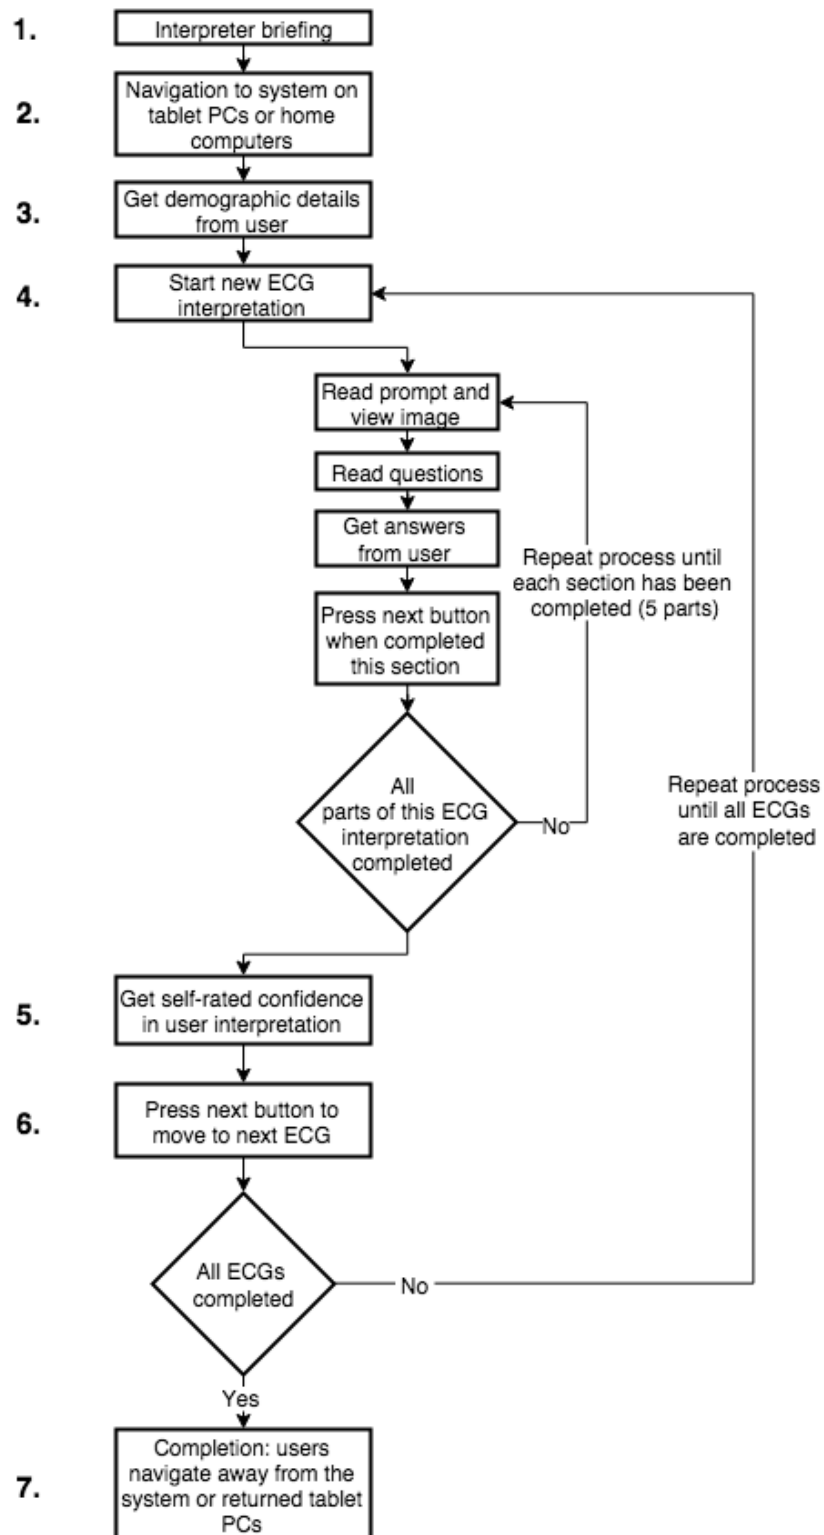 1.
Interpreter briefing
2.
Navigation to system on
tablet PCs or home
computers
3.
Get demographic details
from user
4.
Start new ECG
interpretation
Read prompt and
view image
Read questions
Get answers
from user
Press next button
when completed
this section
Repeat process until
each section has been
completed (5 parts)
All
parts of this ECG
interpretation
completed
No
Repeat process
until all ECGs
are completed
5.
Get self-rated confidence
in user interpretation
6.
Press next button to
move to next ECG
All ECGs
completed
No
Yes
7.
Completion: users
navigate away from the
system or returned tablet
PCs